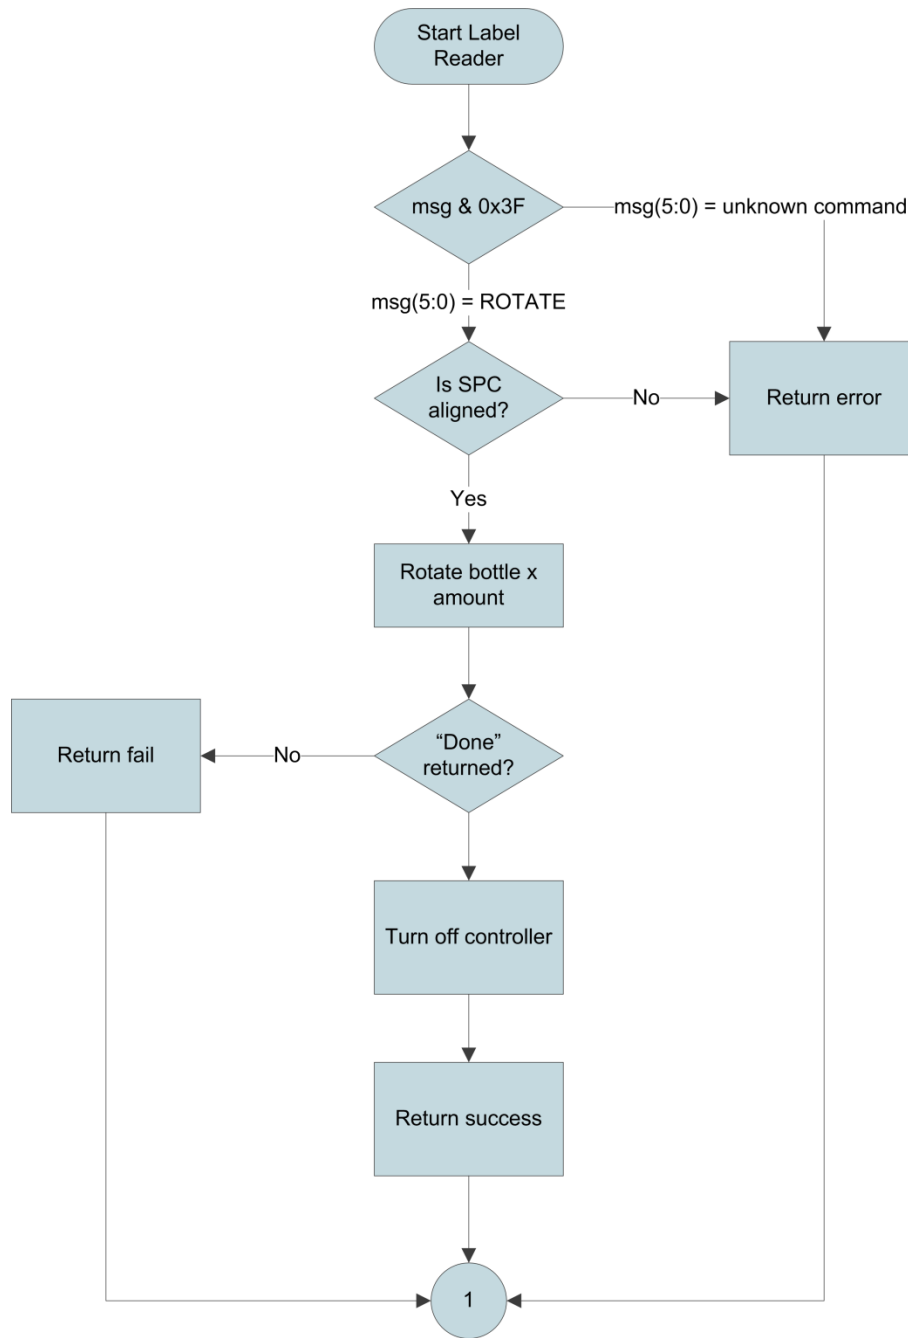 Start Label
Reader
msg & 0x3F
msg(5:0) = unknown command
msg(5:0) = ROTATE
Is SPC
aligned?
No
Return error
Yes
Rotate bottle x
amount
“Done”
returned?
No
Return fail
Turn off controller
Return success
1